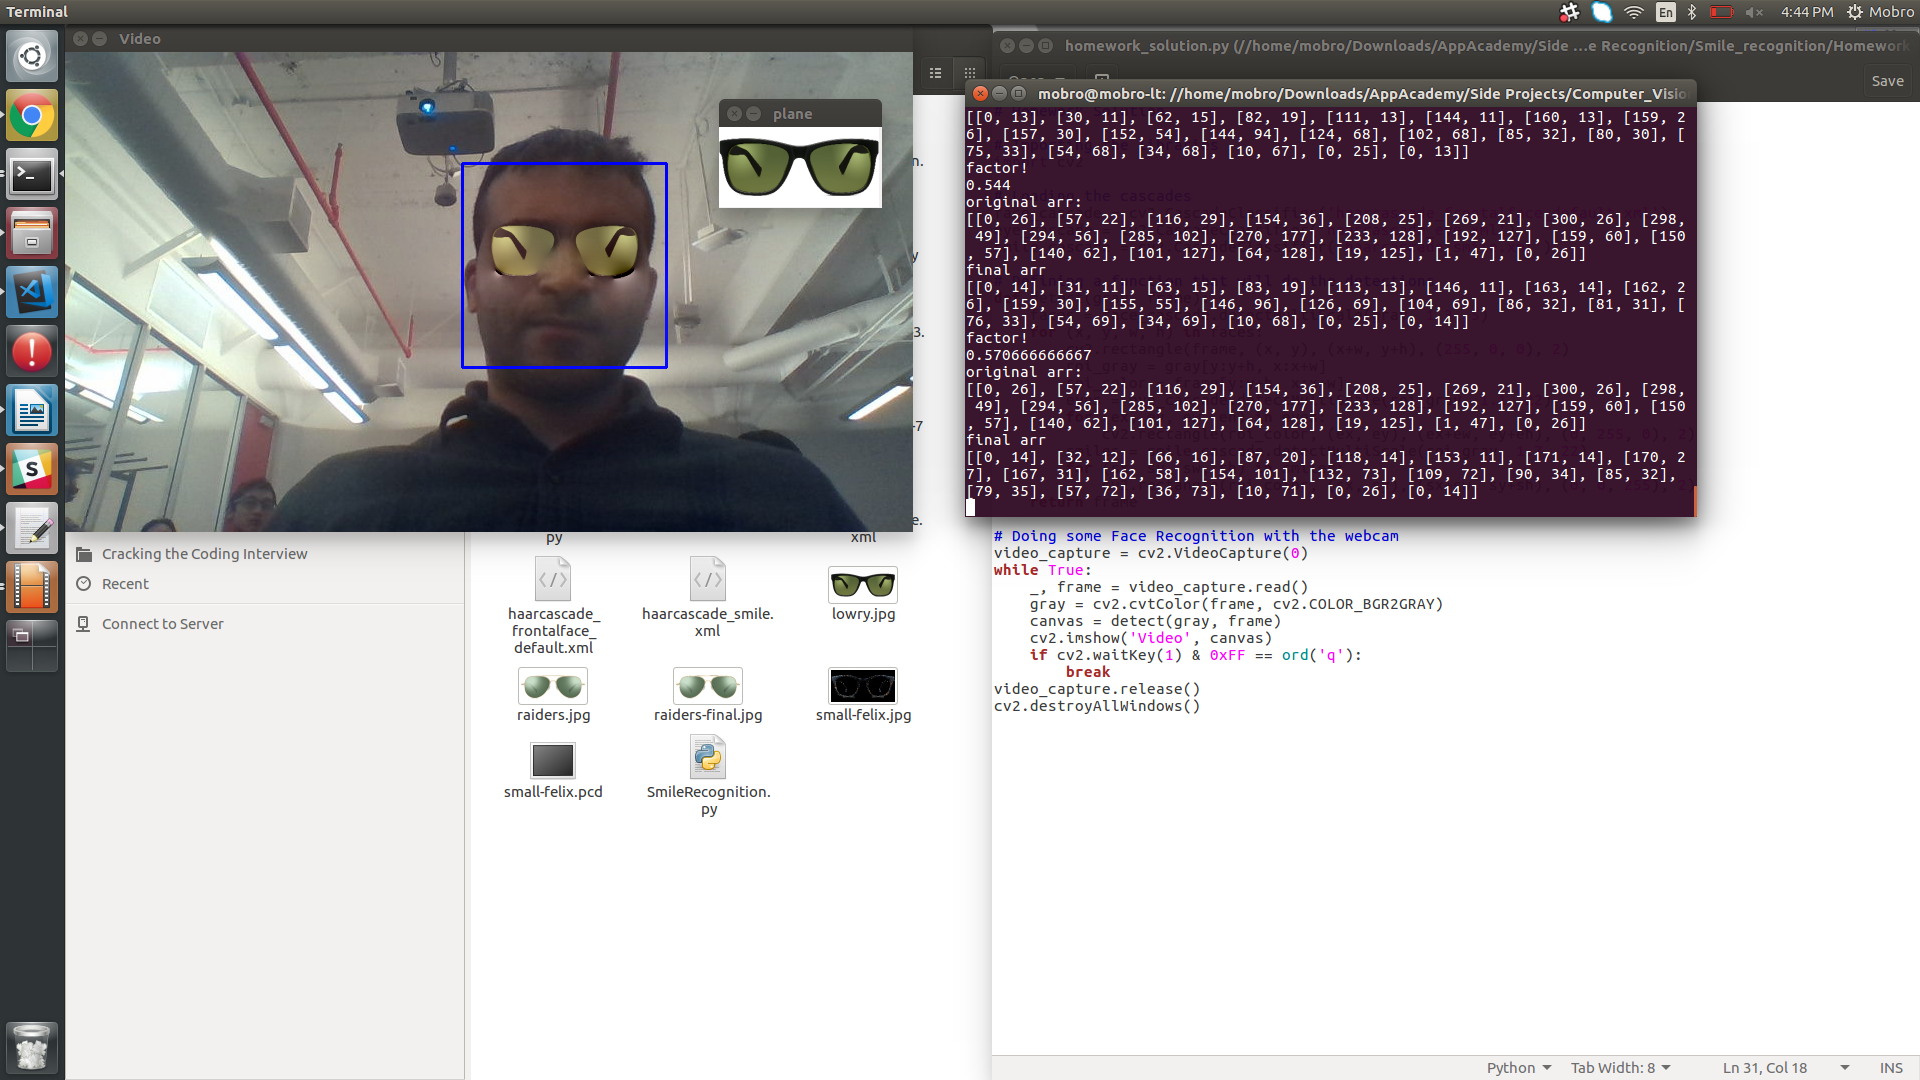 Terminal
En
4:44 PM
Mobro
Video
plane
homework_solution.py (//home/mobro/Downloads/AppAcademy/Side ...e Recognition/Smile_recognition/Homework
Save
mobro@mobro-lt: //home/mobro/Downloads/AppAcademy/Side Projects/Computer_Visio
[[0, 13], [30, 11], [62, 15], [82, 19], [111, 13], [144, 11], [160, 13], [159, 2
6], [157, 30], [152, 54], [144, 94], [124, 68], [102, 68], [85, 32], [80, 30], [
75, 33], [54, 68], [34, 68], [10, 67], [0, 25], [0, 13]]
factor!
0.544
original arr:
[[0, 26], [57, 22], [116, 29], [154, 36], [208, 25], [269, 21], [300, 26], [298,
 49], [294, 56], [285, 102], [270, 177], [233, 128], [192, 127], [159, 60], [150
, 57], [140, 62], [101, 127], [64, 128], [19, 125], [1, 47], [0, 26]]
final arr
[[0, 14], [31, 11], [63, 15], [83, 19], [113, 13], [146, 11], [163, 14], [162, 2
6], [159, 30], [155, 55], [146, 96], [126, 69], [104, 69], [86, 32], [81, 31], [
76, 33], [54, 69], [34, 69], [10, 68], [0, 25], [0, 14]]
factor!
0.570666666667
original arr:
[[0, 26], [57, 22], [116, 29], [154, 36], [208, 25], [269, 21], [300, 26], [298,
 49], [294, 56], [285, 102], [270, 177], [233, 128], [192, 127], [159, 60], [150
, 57], [140, 62], [101, 127], [64, 128], [19, 125], [1, 47], [0, 26]]
final arr
[[0, 14], [32, 12], [66, 16], [87, 20], [118, 14], [153, 11], [171, 14], [170, 2
7], [167, 31], [162, 58], [154, 101], [132, 73], [109, 72], [90, 34], [85, 32],
[79, 35], [57, 72], [36, 73], [10, 71], [0, 26], [0, 14]]
# Doing some Face Recognition with the webcam
video_capture = cv2.VideoCapture(0)
while True:
    _, frame = video_capture.read()
    gray = cv2.cvtColor(frame, cv2.COLOR_BGR2GRAY)
    canvas = detect(gray, frame)
    cv2.imshow('Video', canvas)
    if cv2.waitKey(1) & 0xFF == ord('q'):
        break
video_capture.release()
cv2.destroyAllWindows()
Cracking the Coding Interview
Recent
Connect to Server
py
xml
haarcascade_
frontalface_
default.xml
haarcascade_smile.
xml
lowry.jpg
raiders.jpg
raiders-final.jpg
small-felix.jpg
small-felix.pcd
SmileRecognition.
py
Python
Tab Width: 8
Ln 31, Col 18
INS